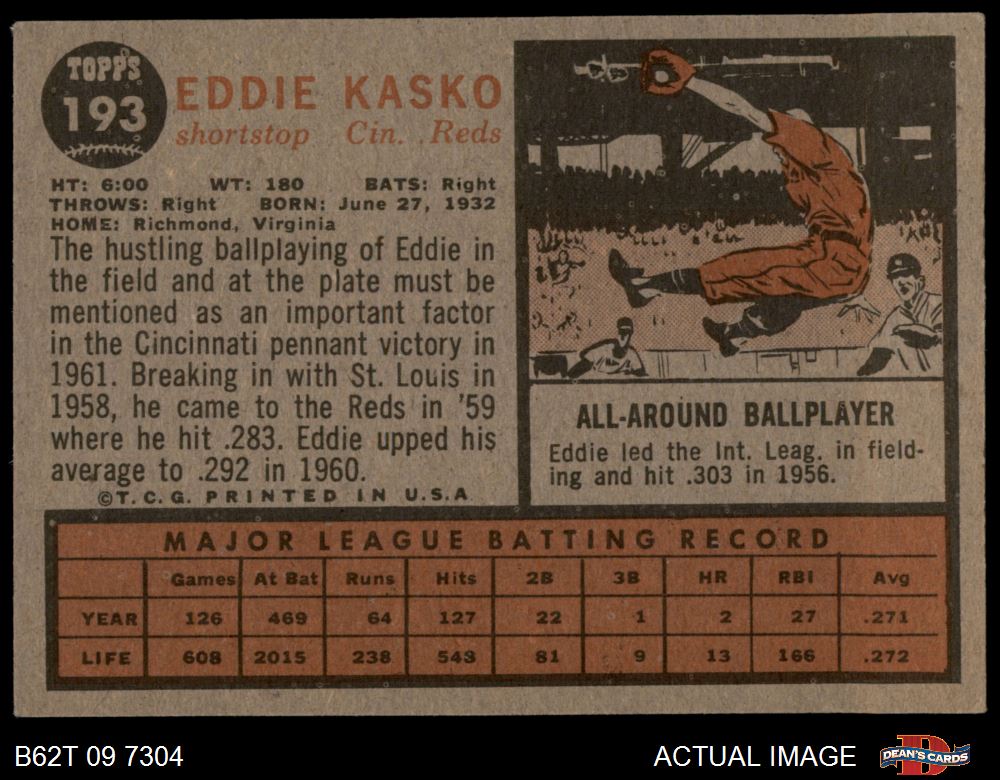 TOPPS
193
EDDIE KASKO
shortstop Cin. Reds
HT: 6:00 WT: 180 BATS: Right
THROWS: Right BORN: June 27, 1932
HOME: Richmond, Virginia
The hustling ballplaying of Eddie in
the field and at the plate must be
mentioned as an important factor
in the Cincinnati pennant victory in
1961. Breaking in with St. Louis in
1958, he came to the Reds in '59
where he hit .283. Eddie upped his
average to .292 in 1960.
©T.C.G. PRINTED IN U.S.A
ALL-AROUND BALLPLAYER
Eddie led the Int. Leag. in field-
ing and hit .303 in 1956.
MAJOR LEAGUE BATTING RECORD
Games At Bat Runs Hits 2B 3B HR RBI Avg
YEAR 126 469 64 127 22 1 2 27 .271
LIFE 608 2015 238 543 81 9 13 166 .272
B62T 09 7304
ACTUAL IMAGE
DEAN'S CARDS